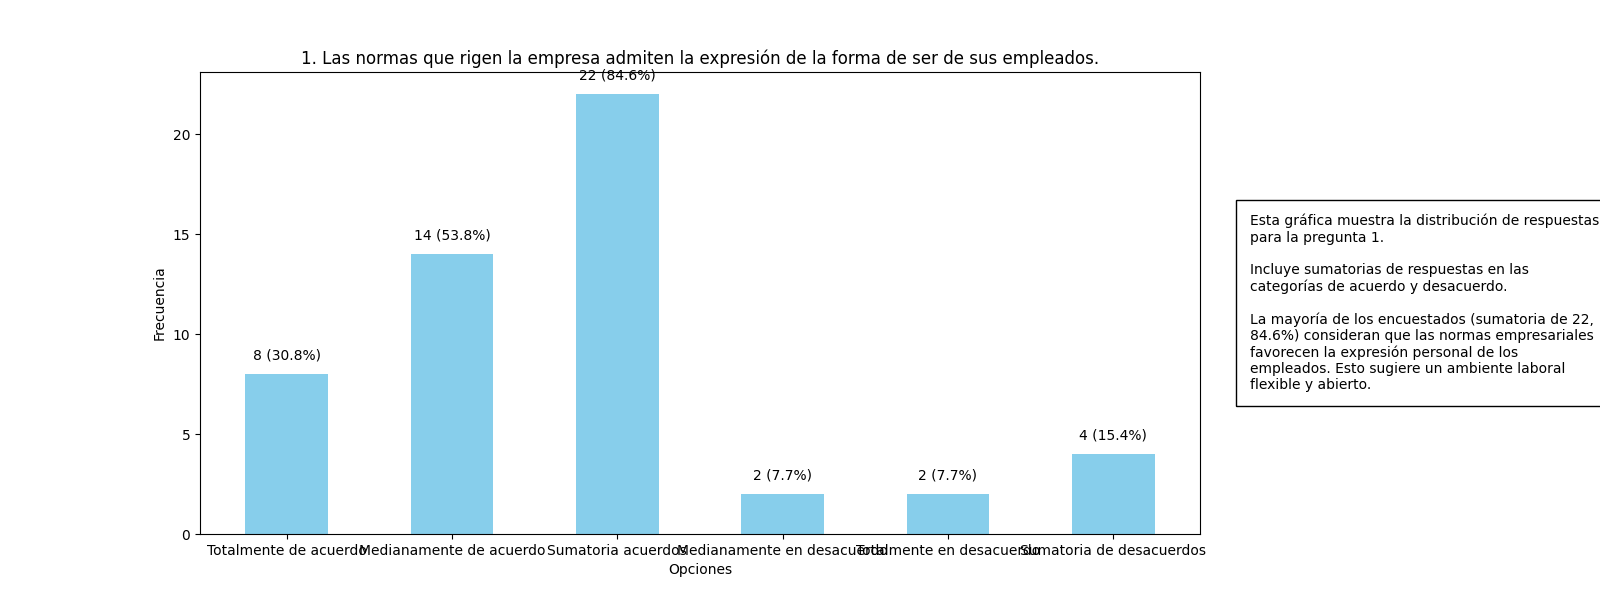 1. Las normas que rigen la empresa admiten la expresión de la forma de ser de sus empleados.
22 (84.6%)
14 (53.8%)
8 (30.8%)
2 (7.7%)
2 (7.7%)
4 (15.4%)
20
15
10
5
0
Frecuencia
Totalmente de acuerdo
Medianamente de acuerdo
Sumatoria acuerdos
Medianamente en desacuerdo
Totalmente en desacuerdo
Sumatoria de desacuerdos
Opciones
Esta gráfica muestra la distribución de respuestas
para la pregunta 1.
Incluye sumatorias de respuestas en las
categorías de acuerdo y desacuerdo.
La mayoría de los encuestados (sumatoria de 22,
84.6%) consideran que las normas empresariales
favorecen la expresión personal de los
empleados. Esto sugiere un ambiente laboral
flexible y abierto.